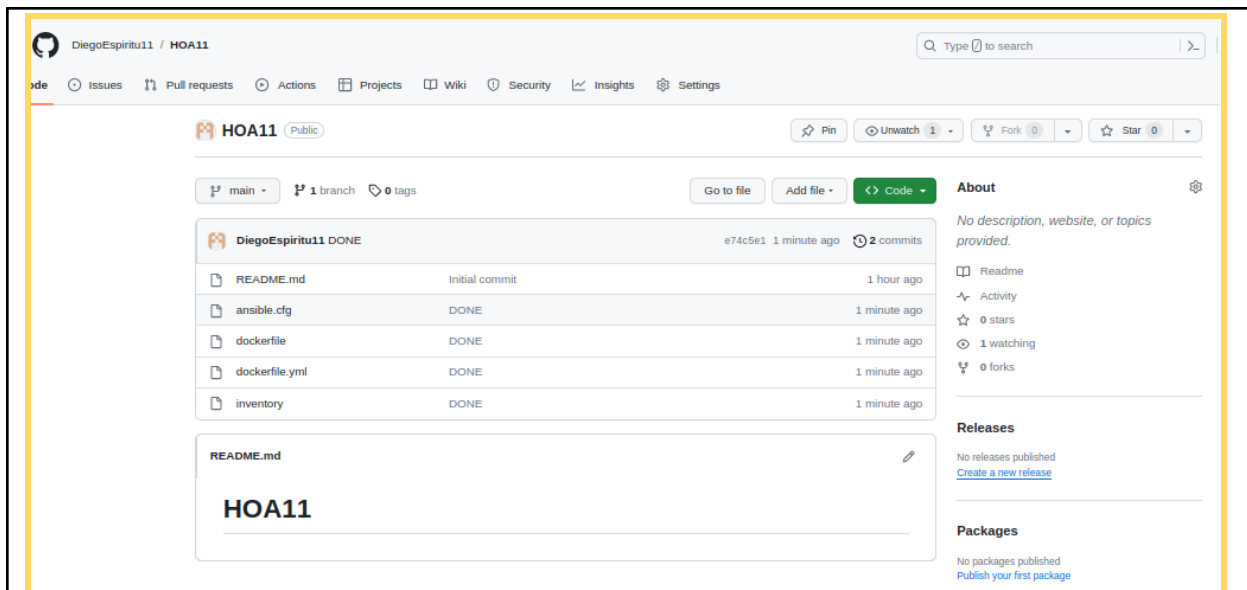 DiegoEspiritu11 / HOA11
Type / to search
ode Issues Pull requests Actions Projects Wiki Security Insights Settings
HOA11 Public
Pin Unwatch 1 Fork 0 Star 0
main 1 branch 0 tags
Go to file Add file <> Code
DiegoEspiritu11 DONE e74c5e1 1 minute ago 2 commits
README.md Initial commit 1 hour ago
ansible.cfg DONE 1 minute ago
dockerfile DONE 1 minute ago
dockerfile.yml DONE 1 minute ago
inventory DONE 1 minute ago
README.md
HOA11
About
No description, website, or topics
provided.
Readme
Activity
0 stars
1 watching
0 forks
Releases
No releases published
Create a new release
Packages
No packages published
Publish your first package